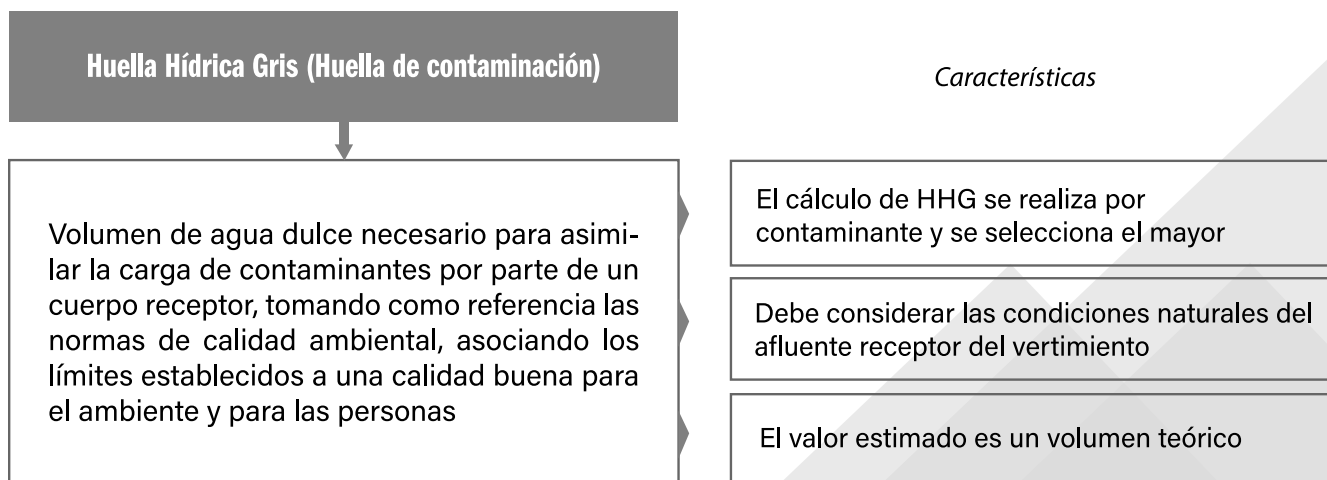 Huella Hídrica Gris (Huella de contaminación)
Características
Volumen de agua dulce necesario para asimi-
lar la carga de contaminantes por parte de un
cuerpo receptor, tomando como referencia las
normas de calidad ambiental, asociando los
límites establecidos a una calidad buena para
el ambiente y para las personas
El cálculo de HHG se realiza por
contaminante y se selecciona el mayor
Debe considerar las condiciones naturales del
afluente receptor del vertimiento
El valor estimado es un volumen teórico